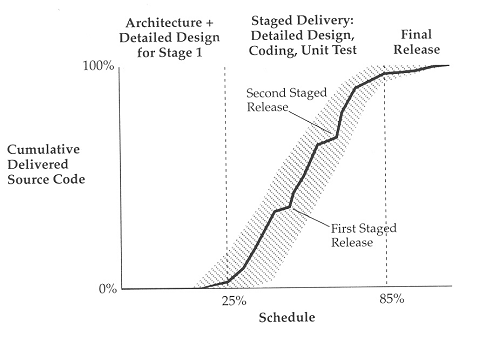 Architecture +
Detailed Design
for Stage 1
Staged Delivery:
Detailed Design,
Coding, Unit Test
Final
Release
100%
Second Staged
Release
Cumulative
Delivered
Source Code
First Staged
Release
0%
25%
85%
Schedule